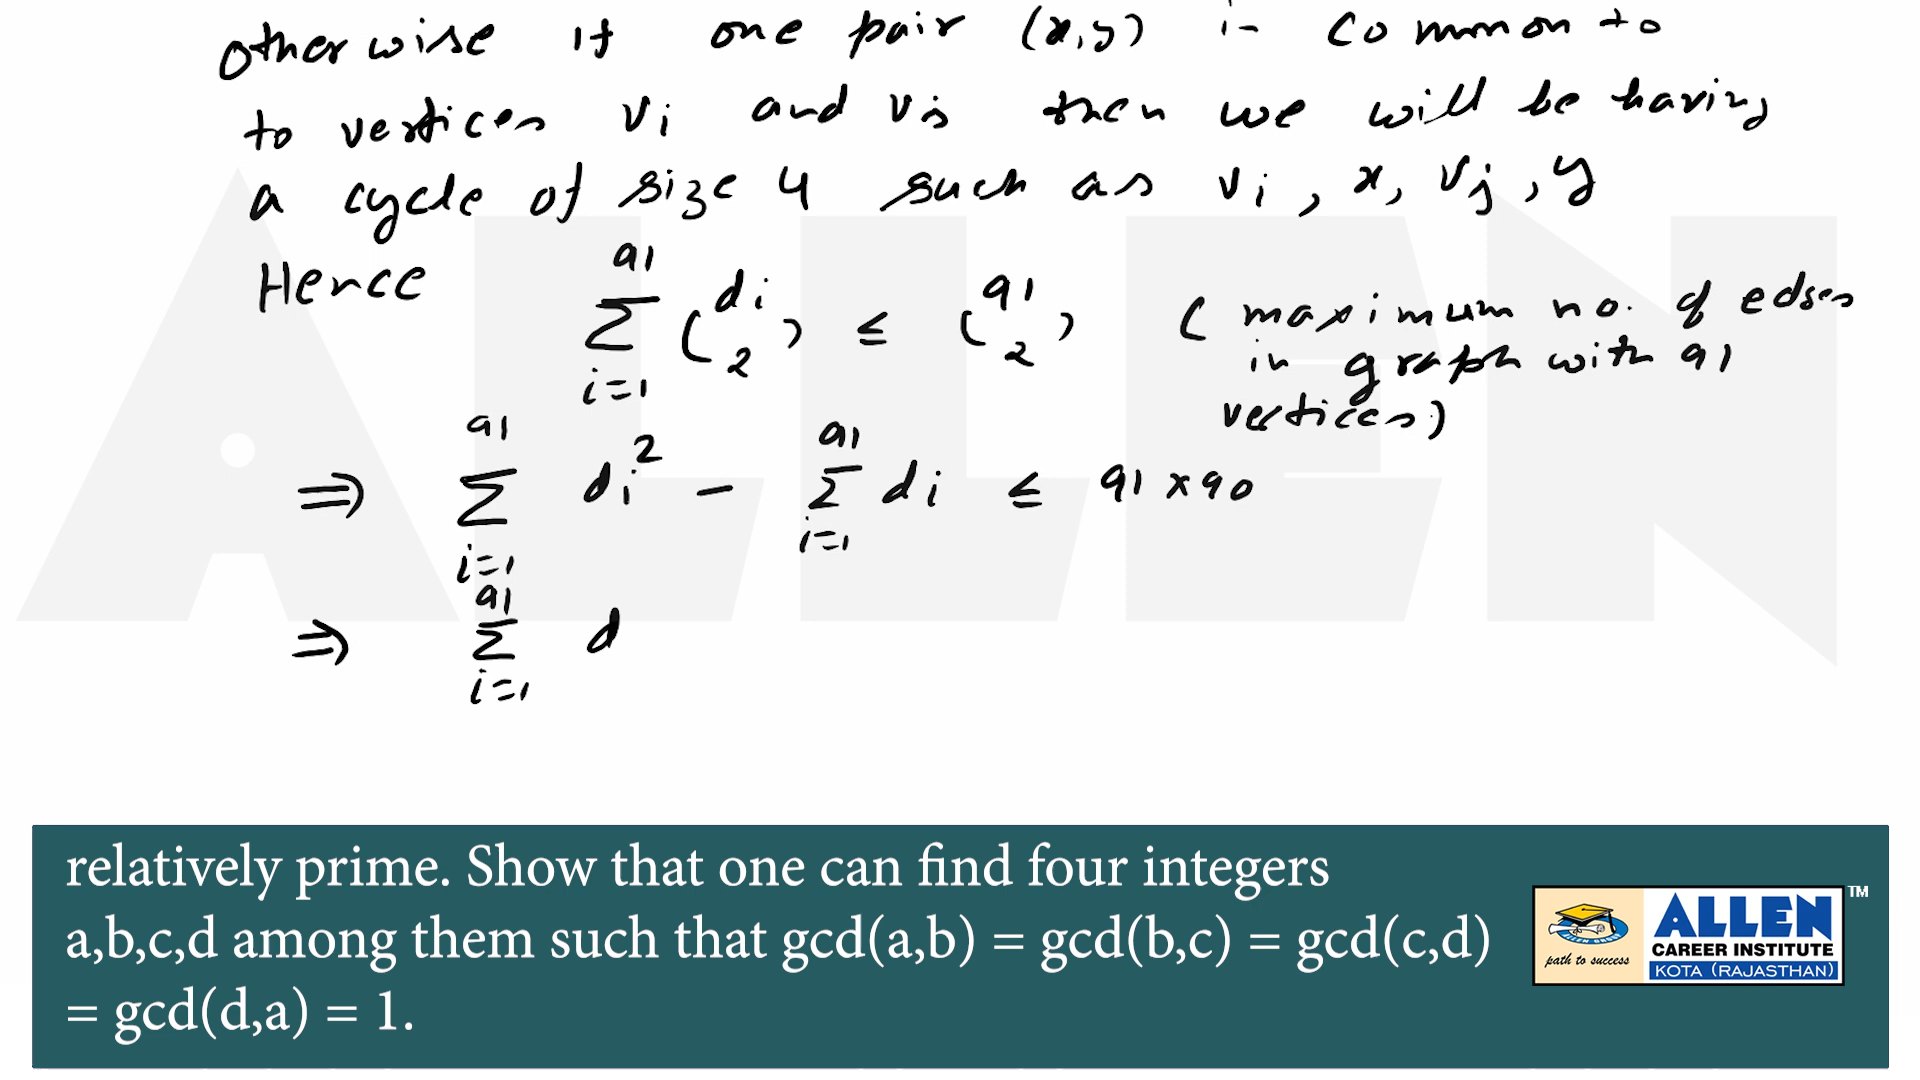 otherwise if one pair (x,y) is common to
to vertices vi and vj then we will be having
a cycle of size 4 such as vi, x, vj, y
Hence 91 Σ i=1 (di 2) ≤ (91 2) (maximum no. of edges
in graph with 91
vertices)
⇒ 91 Σ i=1 di² - 91 Σ i=1 di ≤ 91 x 90
⇒ 91 Σ i=1 d
relatively prime. Show that one can find four integers
a,b,c,d among them such that gcd(a,b) = gcd(b,c) = gcd(c,d)
= gcd(d,a) = 1.
ALLEN
TM
ALLEN
CAREER INSTITUTE
KOTA (RAJASTHAN)
path to success